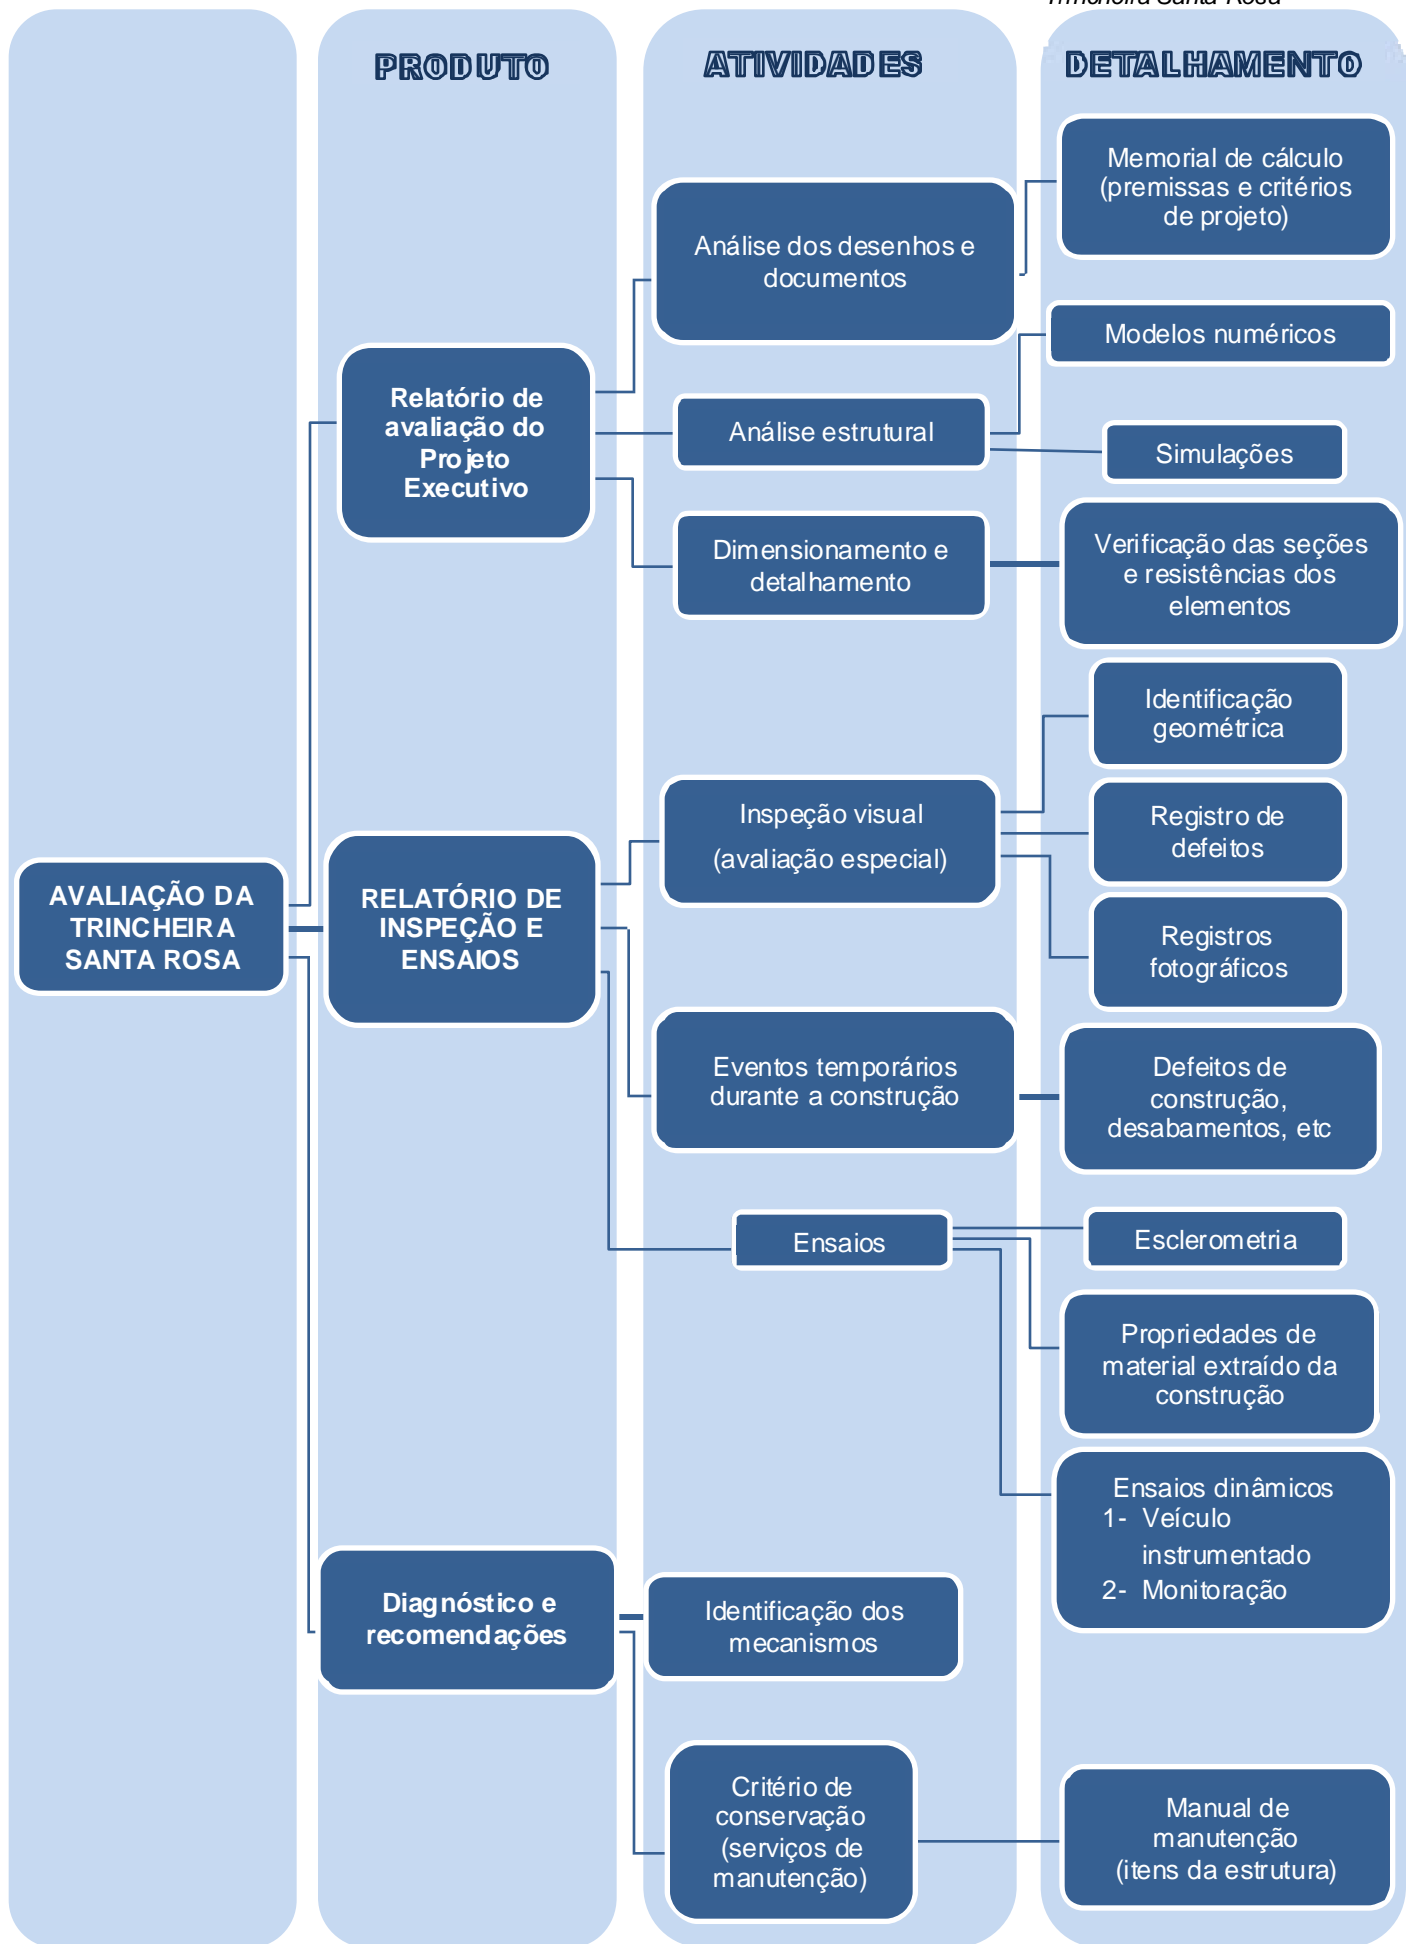 Trincheira Santa Rosa
PRODUTO
ATIVIDADES
DETALHAMENTO
Memorial de cálculo
(premissas e critérios
de projeto)
Análise dos desenhos e
documentos
Modelos numéricos
Relatório de
avaliação do
Projeto
Executivo
Análise estrutural
Simulações
Dimensionamento e
detalhamento
Verificação das seções
e resistências dos
elementos
Identificação
geométrica
Inspeção visual
(avaliação especial)
Registro de
defeitos
AVALIAÇÃO DA
TRINCHEIRA
SANTA ROSA
RELATÓRIO DE
INSPEÇÃO E
ENSAIOS
Registros
fotográficos
Eventos temporários
durante a construção
Defeitos de
construção,
desabamentos, etc
Ensaios
Esclerometria
Propriedades de
material extraído da
construção
Ensaios dinâmicos
1- Veículo
instrumentado
2- Monitoração
Diagnóstico e
recomendações
Identificação dos
mecanismos
Critério de
conservação
(serviços de
manutenção)
Manual de
manutenção
(itens da estrutura)